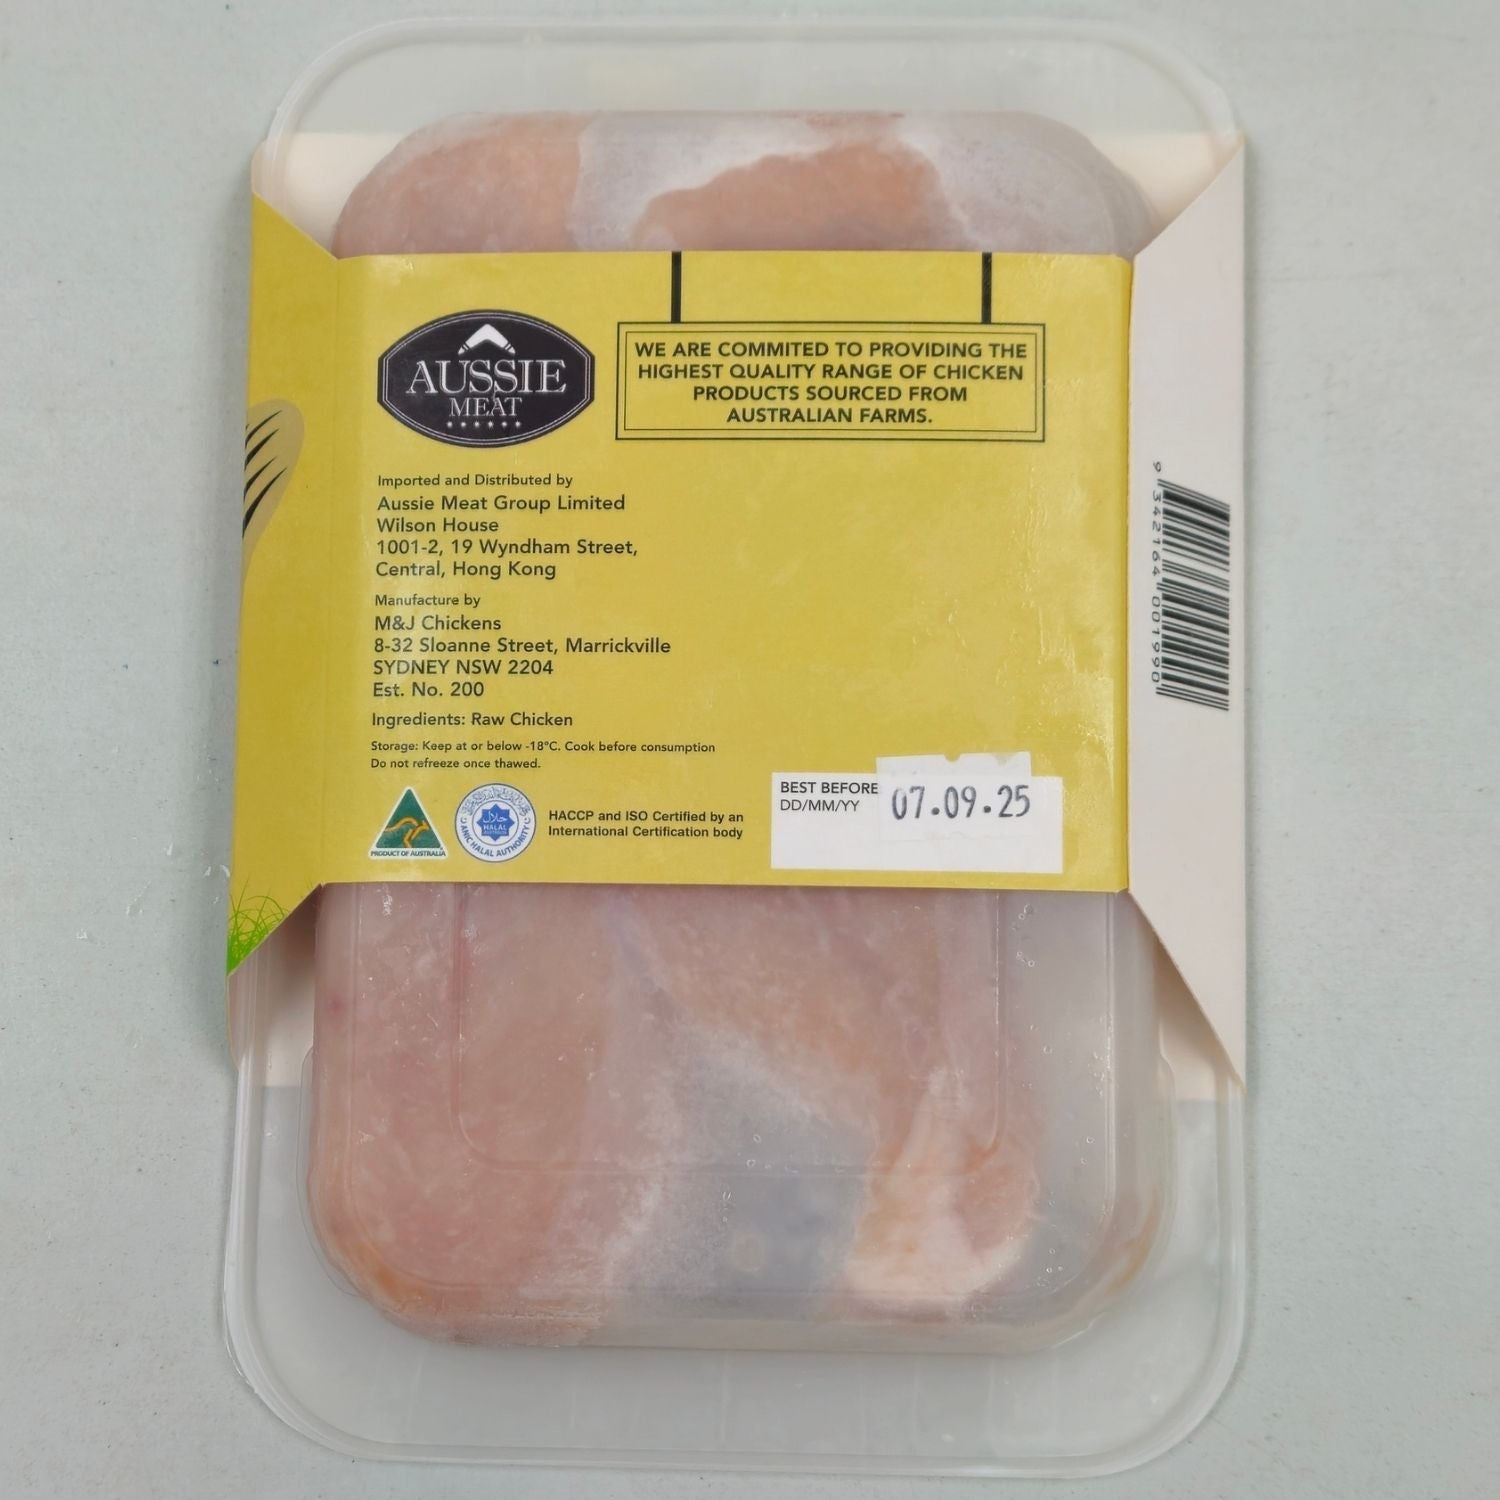 AUSSIE
MEAT
WE ARE COMMITED TO PROVIDING THE
HIGHEST QUALITY RANGE OF CHICKEN
PRODUCTS SOURCED FROM
AUSTRALIAN FARMS.
Imported and Distributed by
Aussie Meat Group Limited
Wilson House
1001-2, 19 Wyndham Street,
Central, Hong Kong
Manufacture by
M&J Chickens
8-32 Sloanne Street, Marrickville
SYDNEY NSW 2204
Est. No. 200
Ingredients: Raw Chicken
Storage: Keep at or below -18°C. Cook before consumption
Do not refreeze once thawed.
PRODUCT OF AUSTRALIA
حلال
HALAL
HALAL AUTHORITY
HACCP and ISO Certified by an
International Certification body
BEST BEFORE
DD/MM/YY
07.09.25
9 342164 001990